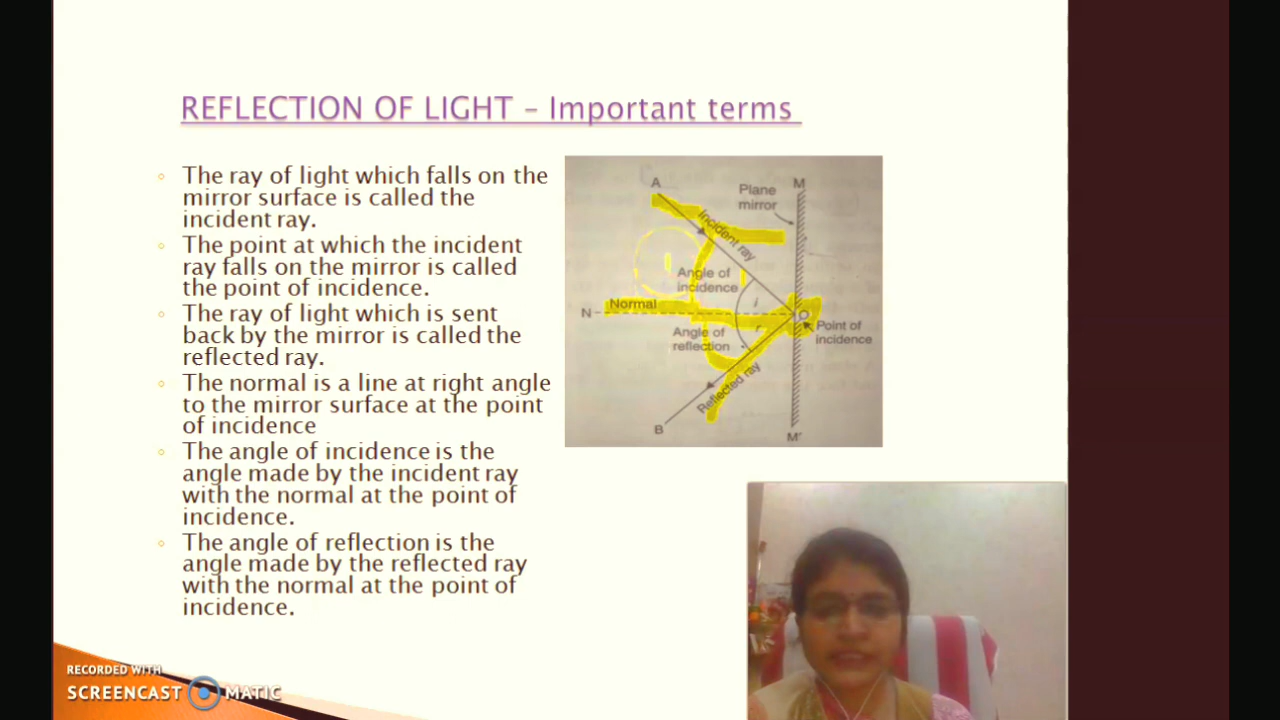 REFLECTION OF LIGHT – Important terms
The ray of light which falls on the
mirror surface is called the
incident ray.
The point at which the incident
ray falls on the mirror is called
the point of incidence.
The ray of light which is sent
back by the mirror is called the
reflected ray.
The normal is a line at right angle
to the mirror surface at the point
of incidence
The angle of incidence is the
angle made by the incident ray
with the normal at the point of
incidence.
The angle of reflection is the
angle made by the reflected ray
with the normal at the point of
incidence.
A
M
Plane
mirror
Incident ray
Angle of
incidence
i
Normal
N
O
r
Angle of
reflection
Point of
incidence
Reflected ray
B
M'
RECORDED WITH
SCREENCAST MATIC